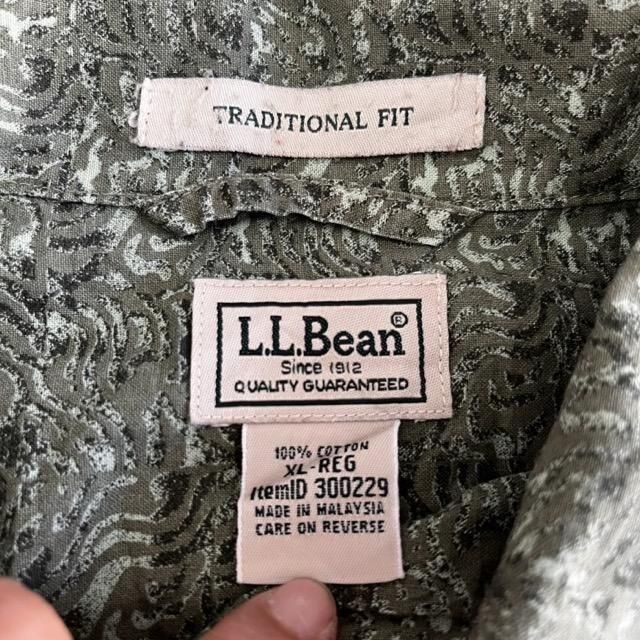 TRADITIONAL FIT
L.L.Bean®
Since 1912
QUALITY GUARANTEED
100% COTTON
XL-REG
ItemID 300229
MADE IN MALAYSIA
CARE ON REVERSE